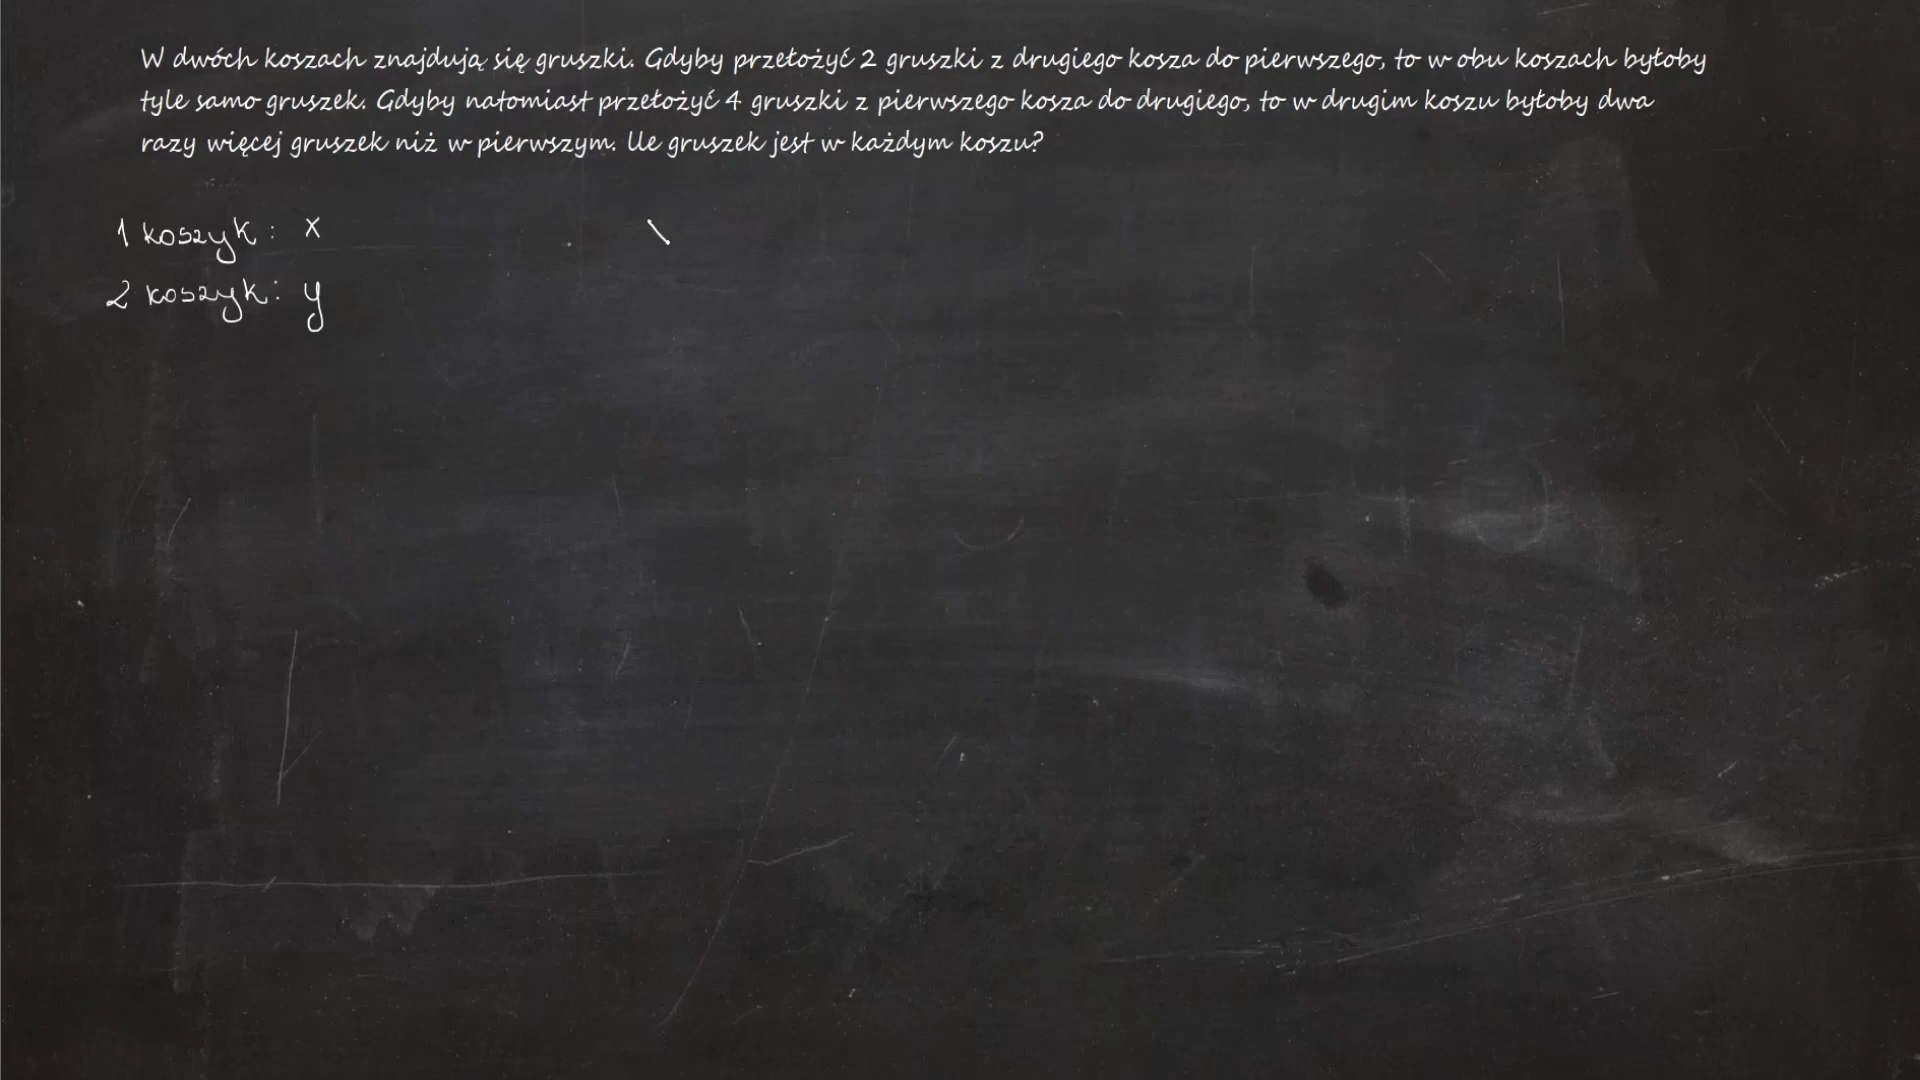 W dwóch koszach znajdują się gruszki. Gdyby przełożyć 2 gruszki z drugiego kosza do pierwszego, to w obu koszach byłoby
tyle samo gruszek. Gdyby natomiast przełożyć 4 gruszki z pierwszego kosza do drugiego, to w drugim koszu byłoby dwa
razy więcej gruszek niż w pierwszym. Ile gruszek jest w każdym koszu?
1 koszyk: x
2 koszyk: y